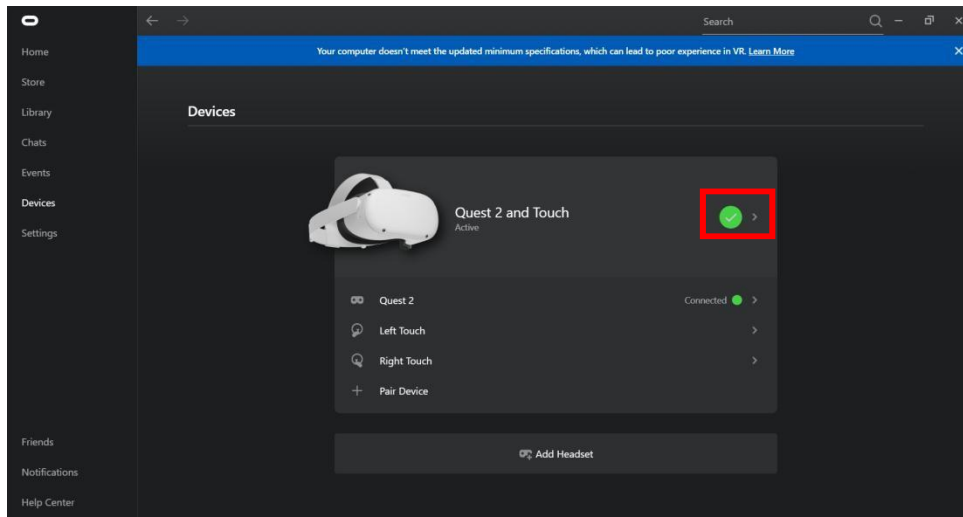 Search
Home
Store
Library
Chats
Events
Devices
Settings
Friends
Notifications
Help Center
Your computer doesn't meet the updated minimum specifications, which can lead to poor experience in VR. Learn More
Devices
Quest 2 and Touch
Active
Quest 2 Connected
Left Touch
Right Touch
Pair Device
Add Headset